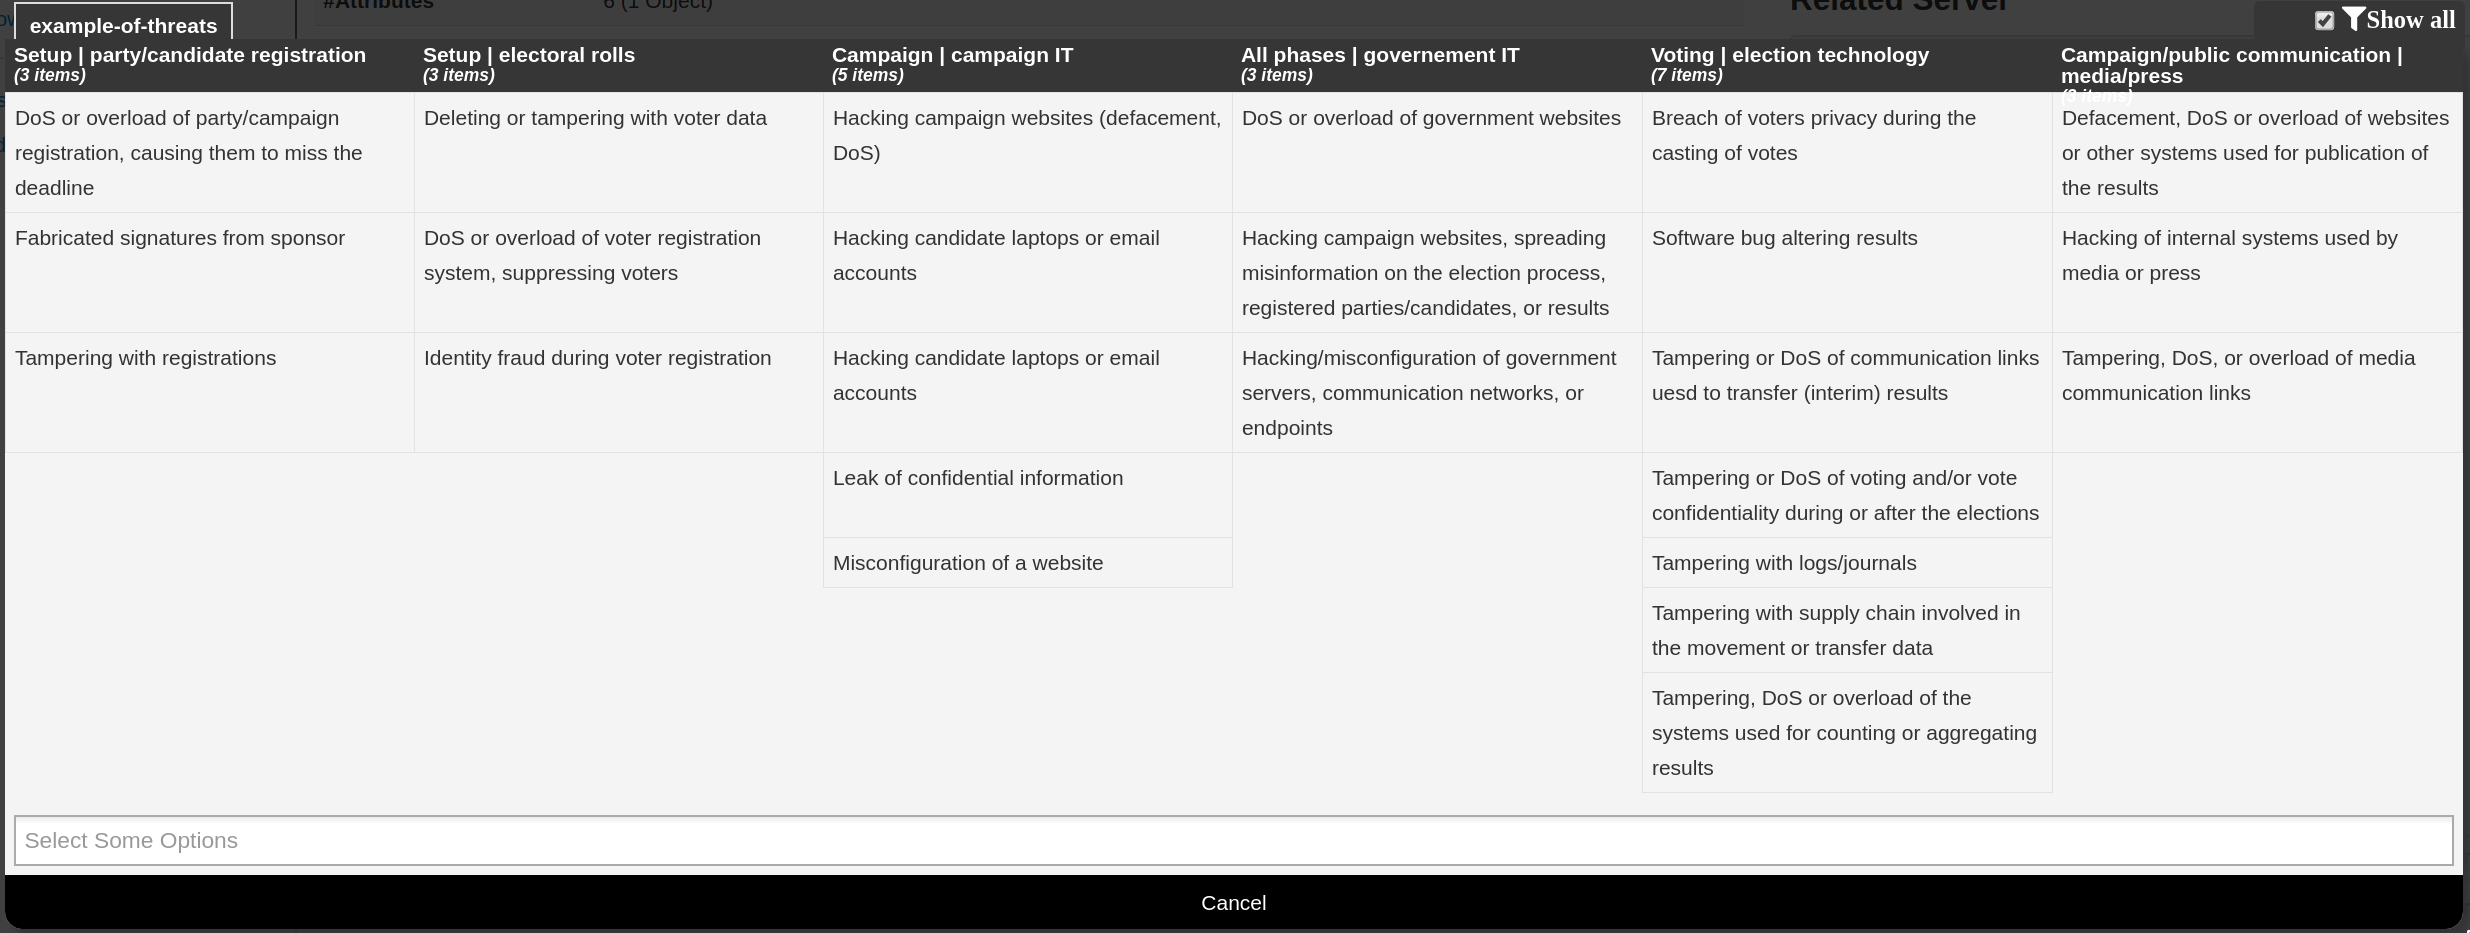 #Attributes
6 (1 Object)
Related Server
example-of-threats
Show all
Setup | party/candidate registration
(3 items)
Setup | electoral rolls
(3 items)
Campaign | campaign IT
(5 items)
All phases | governement IT
(3 items)
Voting | election technology
(7 items)
Campaign/public communication |
media/press
(3 items)
DoS or overload of party/campaign
registration, causing them to miss the
deadline
Deleting or tampering with voter data
Hacking campaign websites (defacement,
DoS)
DoS or overload of government websites
Breach of voters privacy during the
casting of votes
Defacement, DoS or overload of websites
or other systems used for publication of
the results
Fabricated signatures from sponsor
DoS or overload of voter registration
system, suppressing voters
Hacking candidate laptops or email
accounts
Hacking campaign websites, spreading
misinformation on the election process,
registered parties/candidates, or results
Software bug altering results
Hacking of internal systems used by
media or press
Tampering with registrations
Identity fraud during voter registration
Hacking candidate laptops or email
accounts
Hacking/misconfiguration of government
servers, communication networks, or
endpoints
Tampering or DoS of communication links
uesd to transfer (interim) results
Tampering, DoS, or overload of media
communication links
Leak of confidential information
Tampering or DoS of voting and/or vote
confidentiality during or after the elections
Misconfiguration of a website
Tampering with logs/journals
Tampering with supply chain involved in
the movement or transfer data
Tampering, DoS or overload of the
systems used for counting or aggregating
results
Select Some Options
Cancel